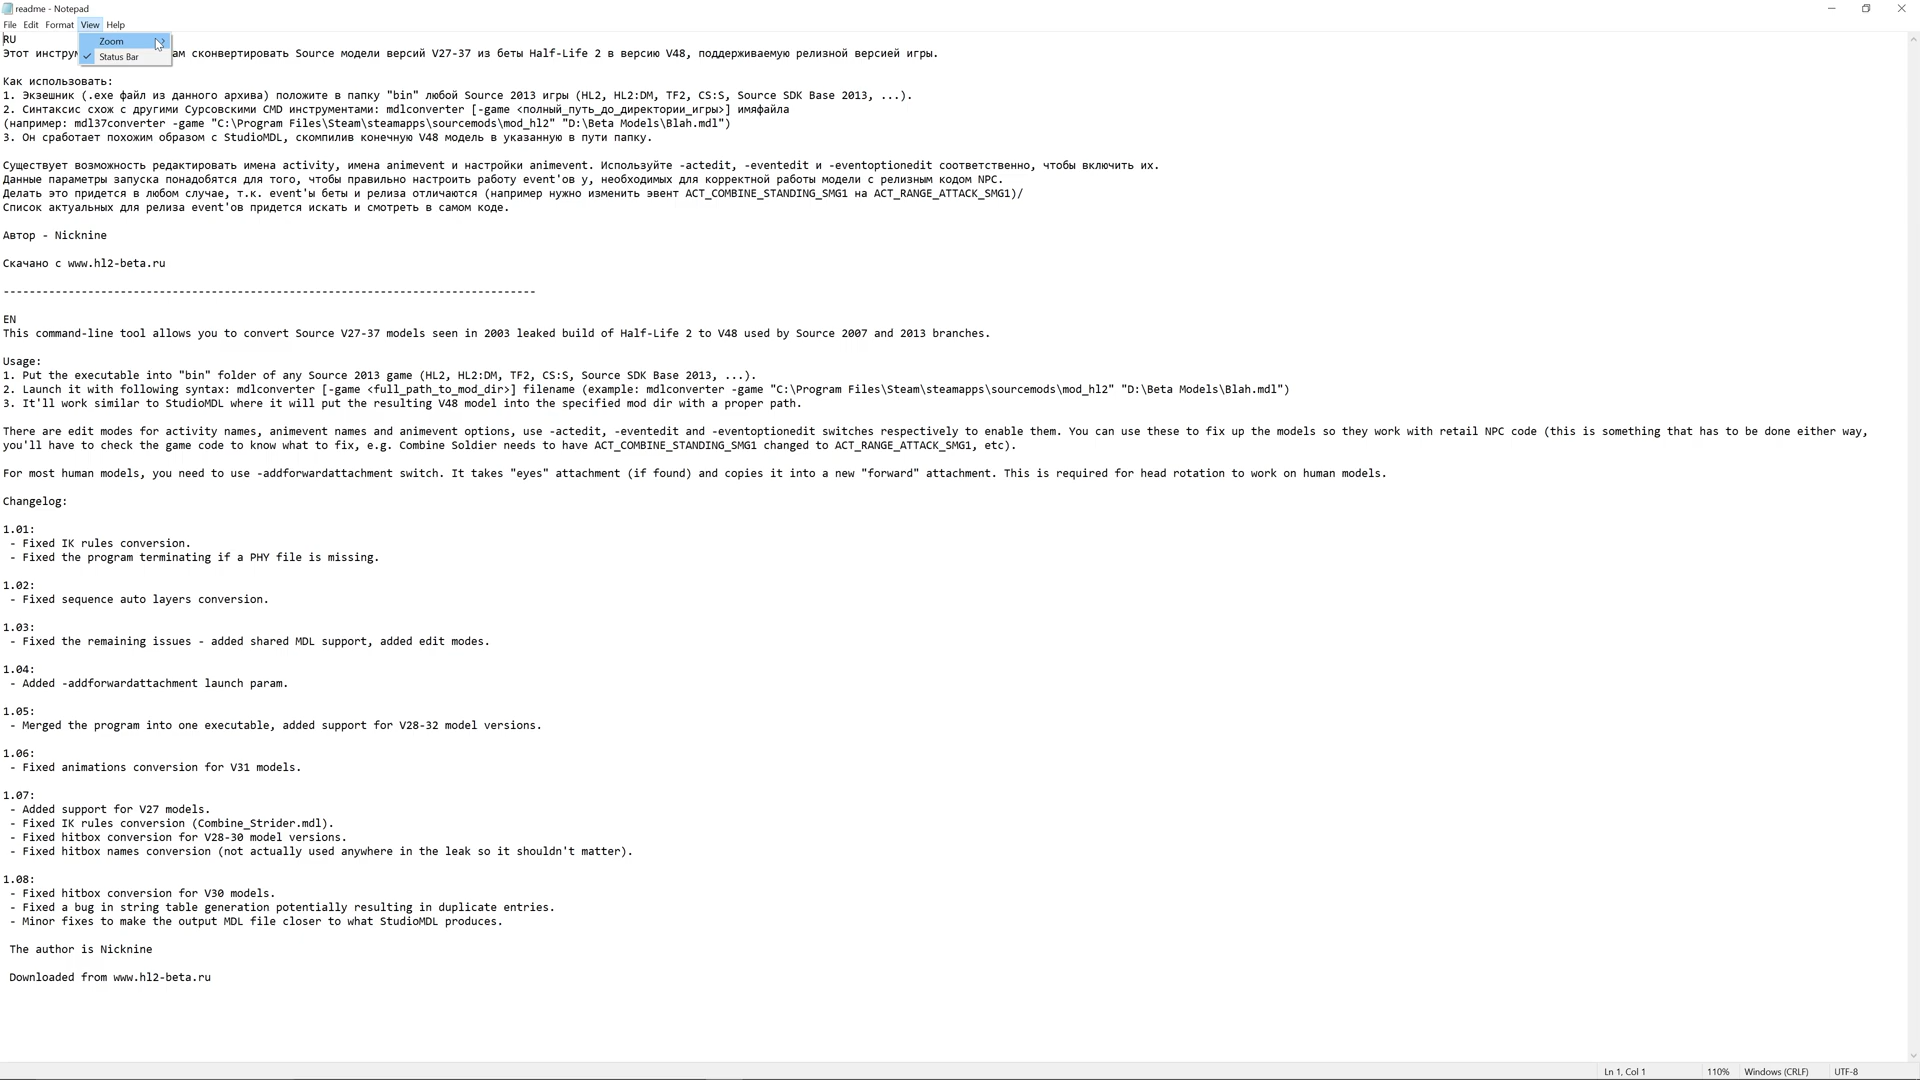 readme - Notepad
File Edit Format View Help
RU
Zoom
Этот инстру ам сконвертировать Source модели версий V27-37 из беты Half-Life 2 в версию V48, поддерживаемую релизной версией игры.
Status Bar
Как использовать:
1. Экзешник (.exe файл из данного архива) положите в папку "bin" любой Source 2013 игры (HL2, HL2:DM, TF2, CS:S, Source SDK Base 2013, ...).
2. Синтаксис схож с другими Сурсовскими CMD инструментами: mdlconverter [-game <полный_путь_до_директории_игры>] имяфайла
(например: mdl37converter -game "C:\Program Files\Steam\steamapps\sourcemods\mod_hl2" "D:\Beta Models\Blah.mdl")
3. Он сработает похожим образом с StudioMDL, скомпилив конечную V48 модель в указанную в пути папку.
Существует возможность редактировать имена activity, имена animevent и настройки animevent. Используйте -actedit, -eventedit и -eventoptionedit соответственно, чтобы включить их.
Данные параметры запуска понадобятся для того, чтобы правильно настроить работу event'ов у, необходимых для корректной работы модели с релизным кодом NPC.
Делать это придется в любом случае, т.к. event'ы беты и релиза отличаются (например нужно изменить эвент ACT_COMBINE_STANDING_SMG1 на ACT_RANGE_ATTACK_SMG1)/
Список актуальных для релиза event'ов придется искать и смотреть в самом коде.
Автор - Nicknine
Скачано с www.hl2-beta.ru
----------------------------------------------------------------------------------
EN
This command-line tool allows you to convert Source V27-37 models seen in 2003 leaked build of Half-Life 2 to V48 used by Source 2007 and 2013 branches.
Usage:
1. Put the executable into "bin" folder of any Source 2013 game (HL2, HL2:DM, TF2, CS:S, Source SDK Base 2013, ...).
2. Launch it with following syntax: mdlconverter [-game <full_path_to_mod_dir>] filename (example: mdlconverter -game "C:\Program Files\Steam\steamapps\sourcemods\mod_hl2" "D:\Beta Models\Blah.mdl")
3. It'll work similar to StudioMDL where it will put the resulting V48 model into the specified mod dir with a proper path.
There are edit modes for activity names, animevent names and animevent options, use -actedit, -eventedit and -eventoptionedit switches respectively to enable them. You can use these to fix up the models so they work with retail NPC code (this is something that has to be done either way,
you'll have to check the game code to know what to fix, e.g. Combine Soldier needs to have ACT_COMBINE_STANDING_SMG1 changed to ACT_RANGE_ATTACK_SMG1, etc).
For most human models, you need to use -addforwardattachment switch. It takes "eyes" attachment (if found) and copies it into a new "forward" attachment. This is required for head rotation to work on human models.
Changelog:
1.01:
- Fixed IK rules conversion.
- Fixed the program terminating if a PHY file is missing.
1.02:
- Fixed sequence auto layers conversion.
1.03:
- Fixed the remaining issues - added shared MDL support, added edit modes.
1.04:
- Added -addforwardattachment launch param.
1.05:
- Merged the program into one executable, added support for V28-32 model versions.
1.06:
- Fixed animations conversion for V31 models.
1.07:
- Added support for V27 models.
- Fixed IK rules conversion (Combine_Strider.mdl).
- Fixed hitbox conversion for V28-30 model versions.
- Fixed hitbox names conversion (not actually used anywhere in the leak so it shouldn't matter).
1.08:
- Fixed hitbox conversion for V30 models.
- Fixed a bug in string table generation potentially resulting in duplicate entries.
- Minor fixes to make the output MDL file closer to what StudioMDL produces.
The author is Nicknine
Downloaded from www.hl2-beta.ru
Ln 1, Col 1 110% Windows (CRLF) UTF-8